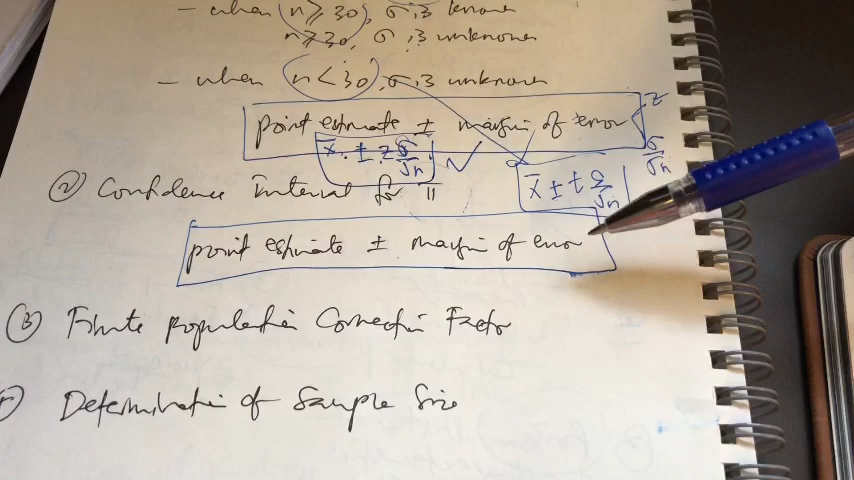 - when (n ≥ 30), σ is known
n ≥ 30, σ is unknown
- when (n < 30), σ is unknown
point estimate ± margin of error
z
σ/√n
x̄ ± z σ/√n ✓
x̄ ± t s/√n
② Confidence Interval for π
point estimate ± margin of error
③ Finite population Correction Factor
Determination of Sample Size